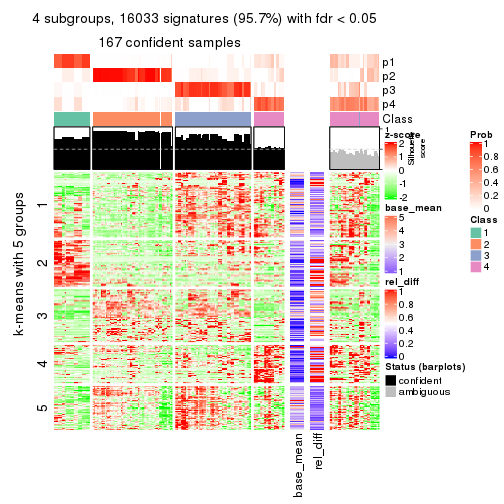 4 subgroups, 16033 signatures (95.7%) with fdr < 0.05
167 confident samples
p1
p2
p3
p4
Class
1
0
Silhouette
score
k-means with 5 groups
1
2
3
4
5
base_mean
rel_diff
z-score
2
1
0
-1
-2
base_mean
5
4
3
2
1
rel_diff
1
0.8
0.6
0.4
0.2
0
Status (barplots)
confident
ambiguous
Prob
1
0.8
0.6
0.4
0.2
0
Class
1
2
3
4